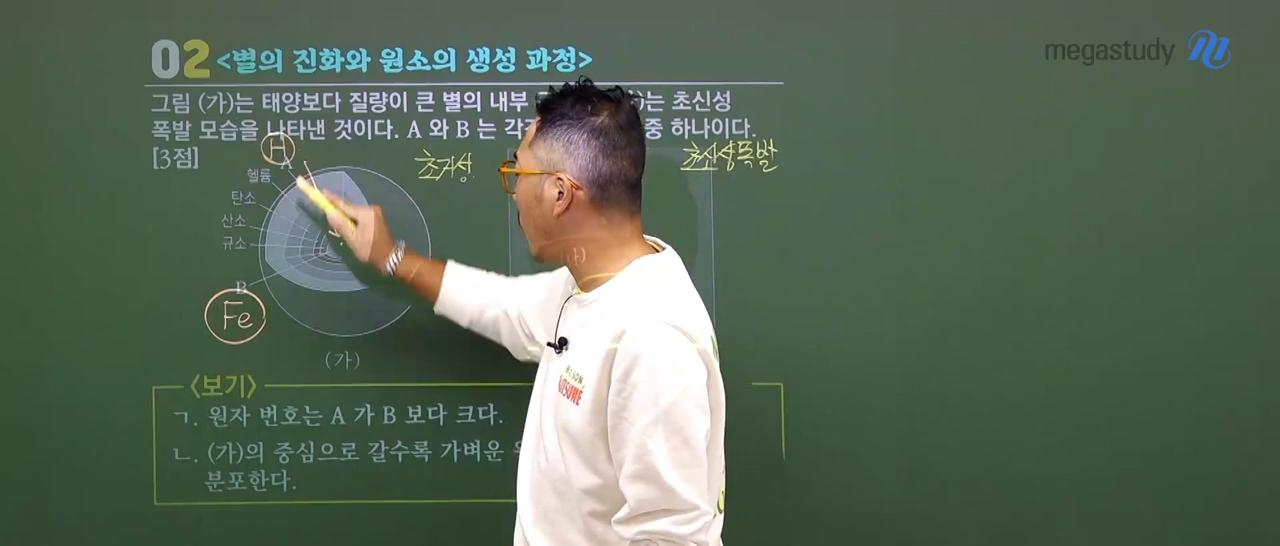 megastudy
02 <별의 진화와 원소의 생성 과정>
그림 (가)는 태양보다 질량이 큰 별의 내부 는 초신성
폭발 모습을 나타낸 것이다. A 와 B 는 각 중 하나이다.
[3점]
H
A
헬륨
탄소
산소
규소
B
Fe
(가)
초거성
초신성폭발
(나)
<보기>
ㄱ. 원자 번호는 A 가 B 보다 크다.
ㄴ. (가)의 중심으로 갈수록 가벼운
분포한다.